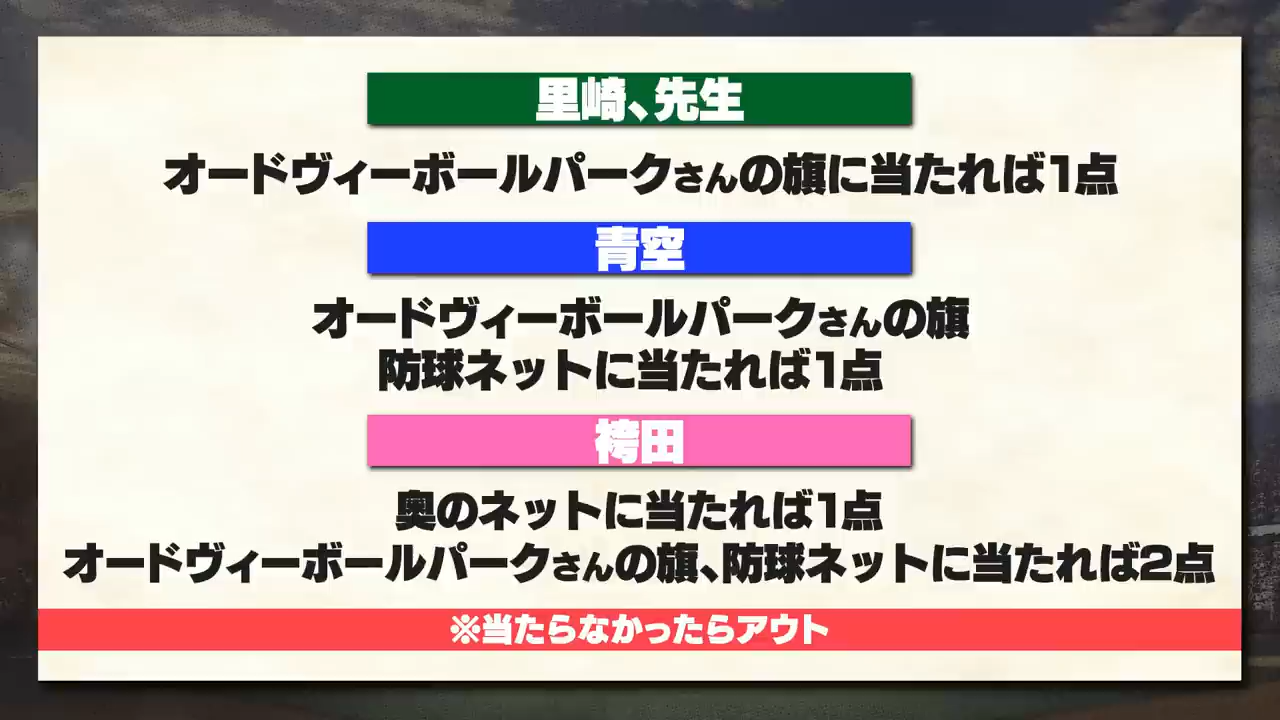 里崎、先生
オードヴィーボールパークさんの旗に当たれば1点
青空
オードヴィーボールパークさんの旗
防球ネットに当たれば1点
袴田
奥のネットに当たれば1点
オードヴィーボールパークさんの旗、防球ネットに当たれば2点
※当たらなかったらアウト